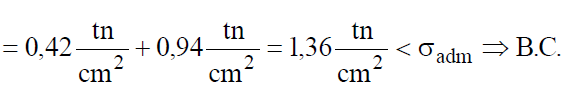 = 0,42 tn/cm² + 0,94 tn/cm² = 1,36 tn/cm² < σadm ⇒ B.C.